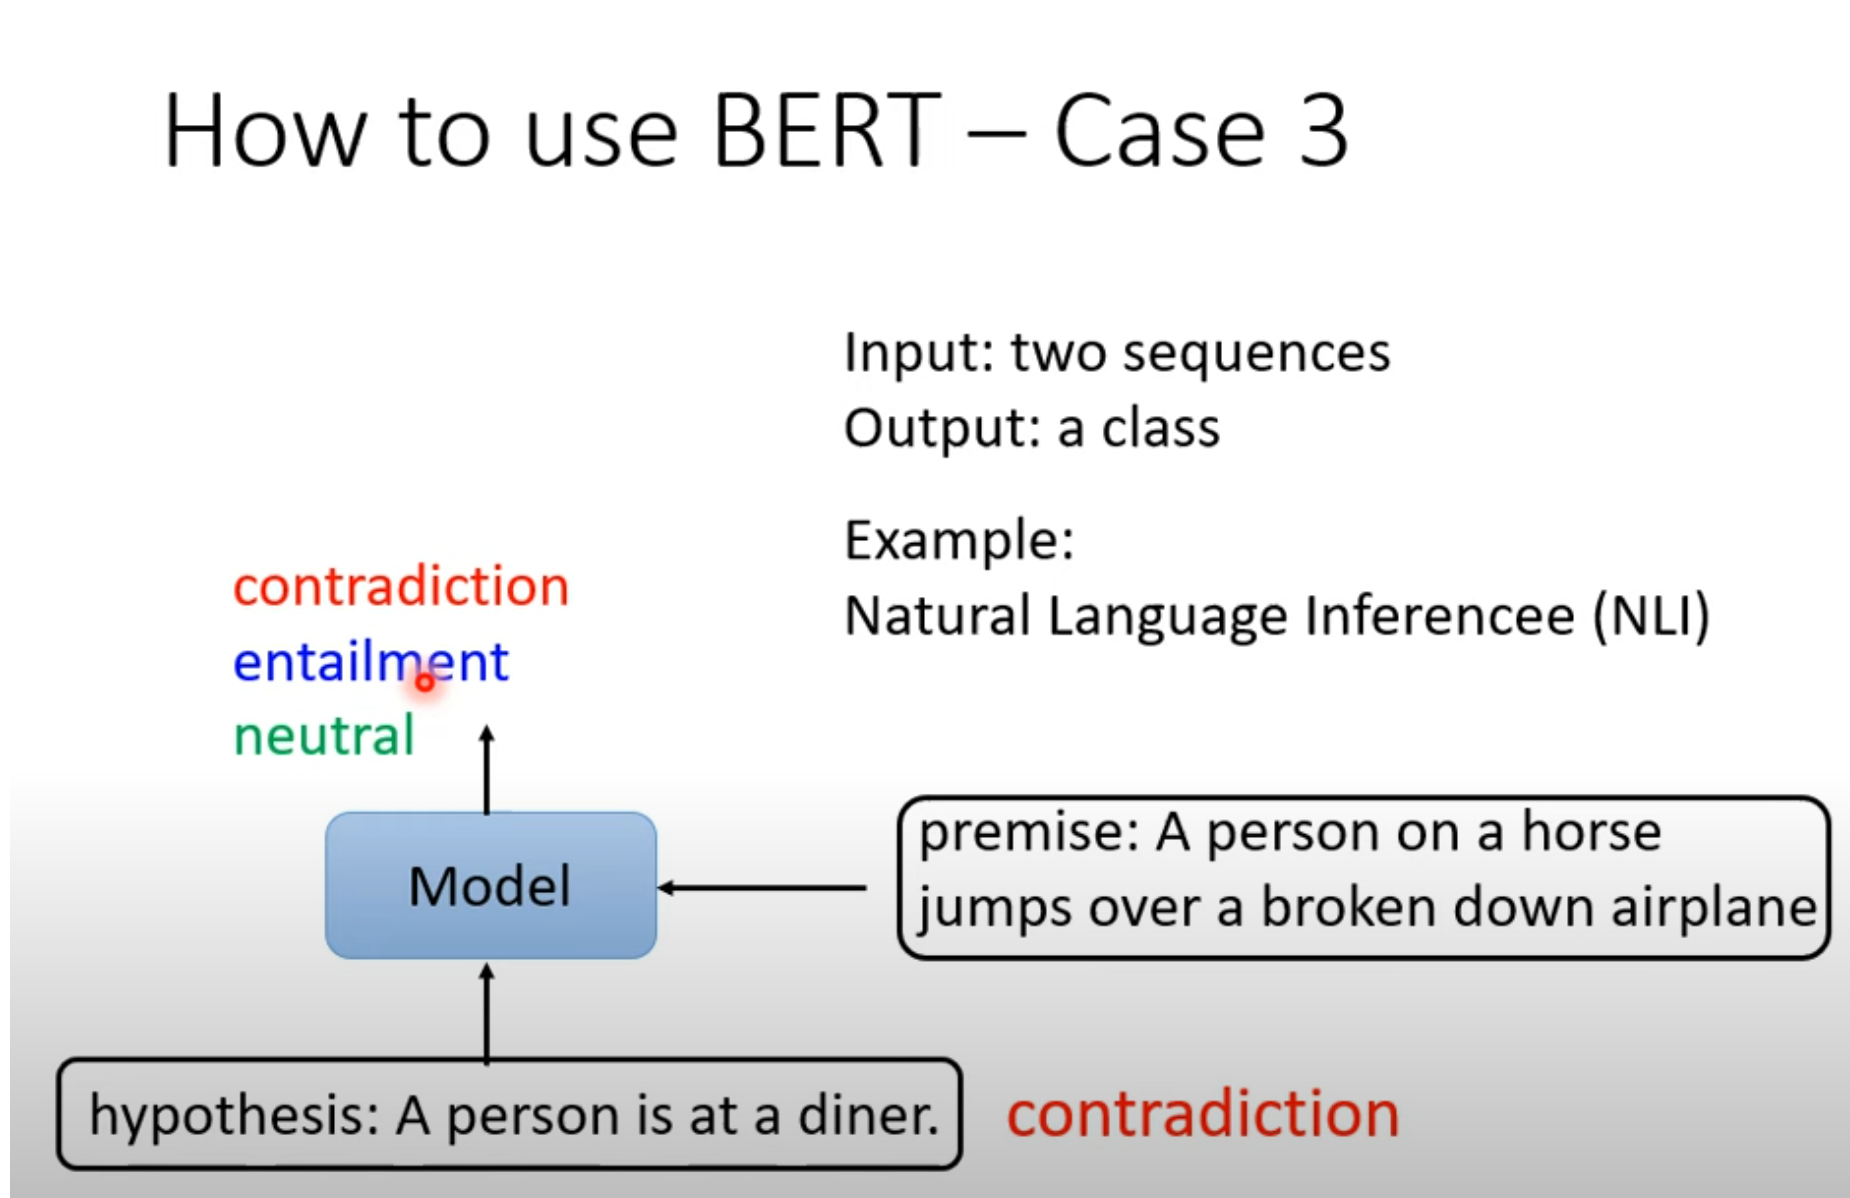 How to use BERT – Case 3
Input: two sequences
Output: a class
Example:
Natural Language Inferencee (NLI)
contradiction
entailment
neutral
Model
premise: A person on a horse
jumps over a broken down airplane
hypothesis: A person is at a diner.
contradiction